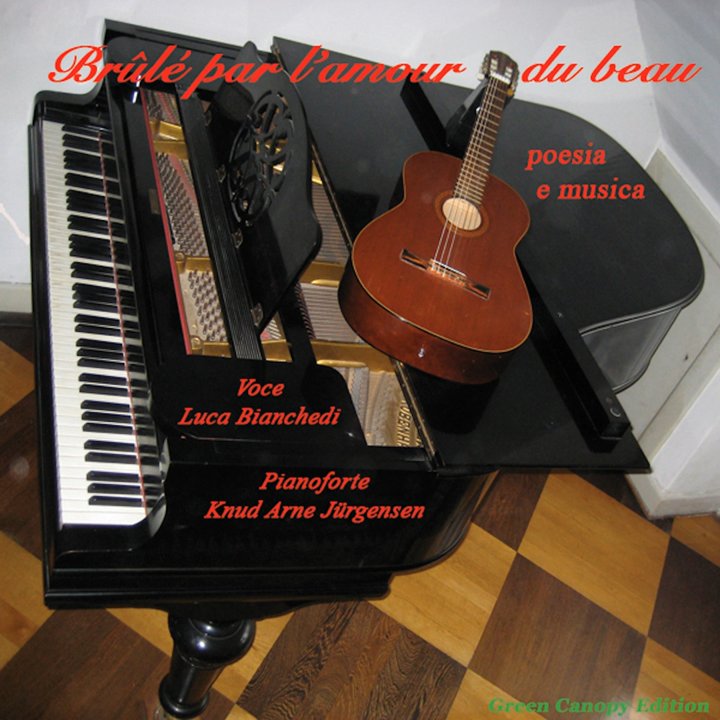 Brûlé par l'amour du beau
poesia
e musica
Voce
Luca Bianchedi
Pianoforte
Knud Arne Jürgensen
Green Canopy Edition